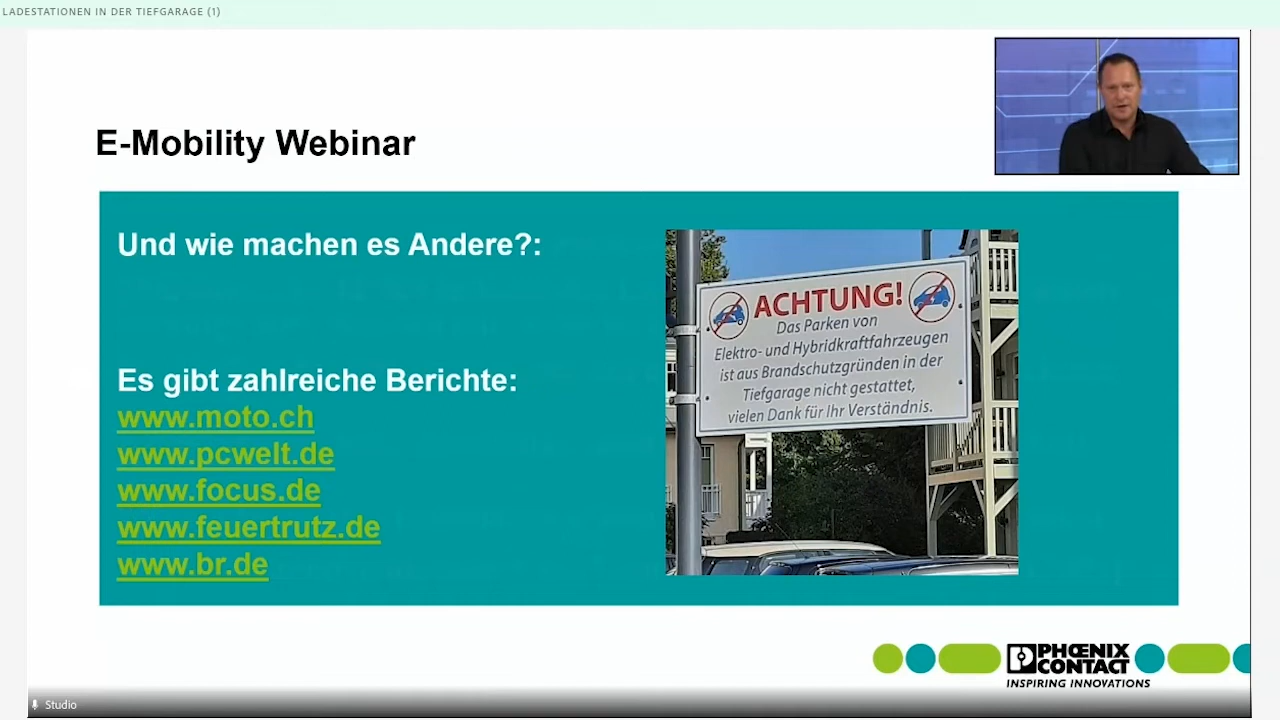 LADESTATIONEN IN DER TIEFGARAGE (1)
E-Mobility Webinar
Und wie machen es Andere?:
Es gibt zahlreiche Berichte:
www.moto.ch
www.pcwelt.de
www.focus.de
www.feuertrutz.de
www.br.de
ACHTUNG!
Das Parken von
Elektro- und Hybridkraftfahrzeugen
ist aus Brandschutzgründen in der
Tiefgarage nicht gestattet,
vielen Dank für Ihr Verständnis.
PHŒNIX
CONTACT
INSPIRING INNOVATIONS
Studio